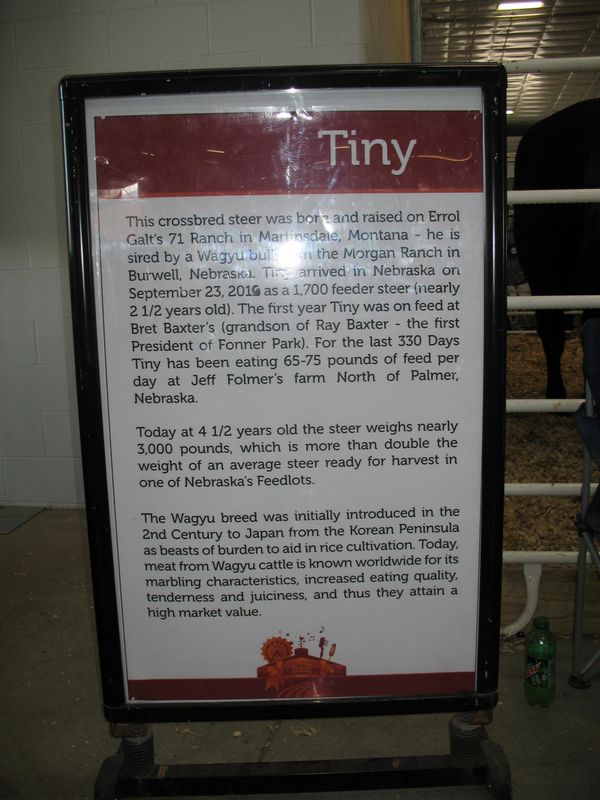 Tiny
This crossbred steer was born and raised on Errol
Galt's 71 Ranch in Martinsdale, Montana - he is
sired by a Wagyu bull from the Morgan Ranch in
Burwell, Nebraska. Tiny arrived in Nebraska on
September 23, as a 1,700 feeder steer (nearly
2 1/2 years old). The first year Tiny was on feed at
Bret Baxter's (grandson of Ray Baxter - the first
President of Fonner Park). For the last 330 Days
Tiny has been eating 65-75 pounds of feed per
day at Jeff Folmer's farm North of Palmer,
Nebraska.
Today at 4 1/2 years old the steer weighs nearly
3,000 pounds, which is more than double the
weight of an average steer ready for harvest in
one of Nebraska's Feedlots.
The Wagyu breed was initially introduced in the
2nd Century to Japan from the Korean Peninsula
as beasts of burden to aid in rice cultivation. Today,
meat from Wagyu cattle is known worldwide for its
marbling characteristics, increased eating quality,
tenderness and juiciness, and thus they attain a
high market value.